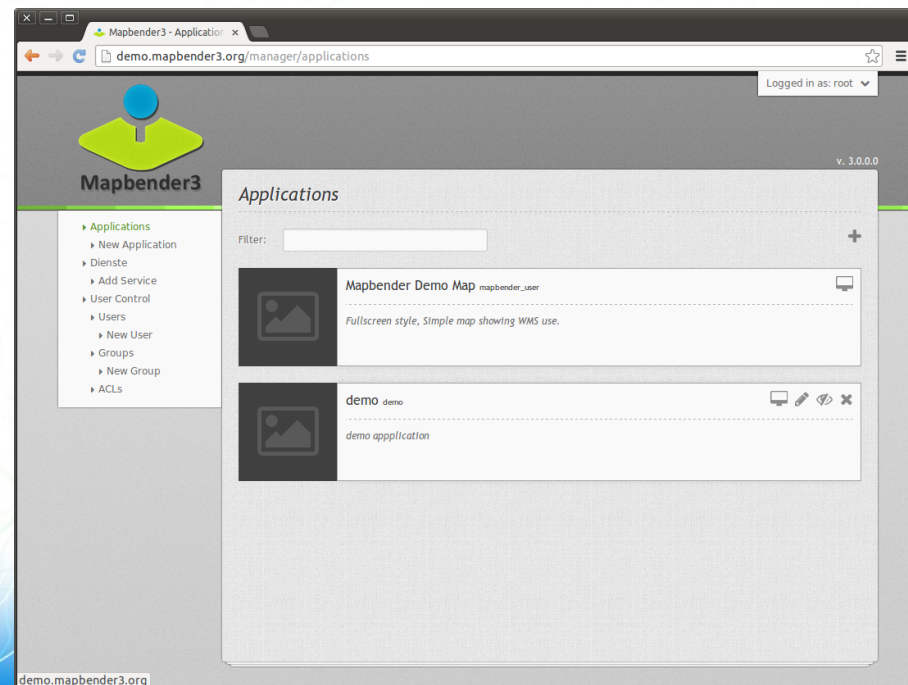 Mapbender3 - Application
demo.mapbender3.org/manager/applications
Logged in as: root
v. 3.0.0.0
Mapbender3
Applications
Applications
New Application
Dienste
Add Service
User Control
Users
New User
Groups
New Group
ACLs
Filter:
Mapbender Demo Map mapbender_user
Fullscreen style, Simple map showing WMS use.
demo demo
demo appplication
demo.mapbender3.org